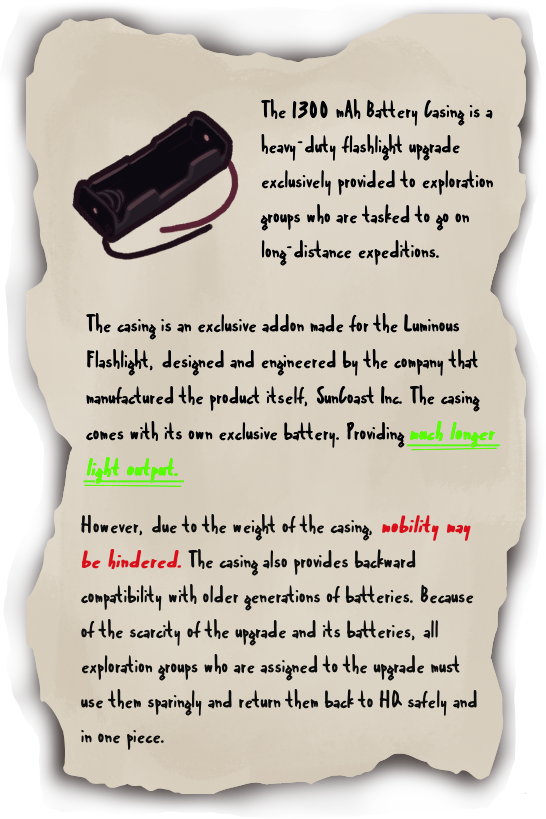 The 1300 mAh Battery Casing is a
heavy-duty flashlight upgrade
exclusively provided to exploration
groups who are tasked to go on
long-distance expeditions.
The casing is an exclusive addon made for the Luminous
Flashlight, designed and engineered by the company that
manufactured the product itself, SunCoast Inc. The casing
comes with its own exclusive battery. Providing much longer
light output.
However, due to the weight of the casing, mobility may
be hindered. The casing also provides backward
compatibility with older generations of batteries. Because
of the scarcity of the upgrade and its batteries, all
exploration groups who are assigned to the upgrade must
use them sparingly and return them back to HQ safely and
in one piece.